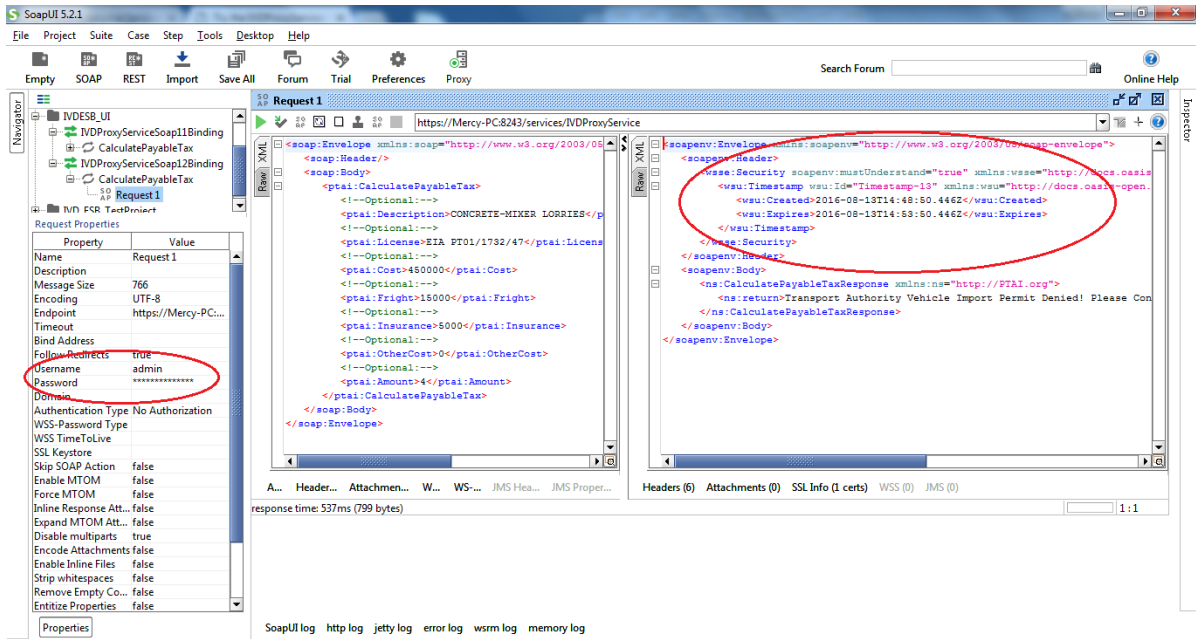 SoapUI 5.2.1
File Project Suite Case Step Tools Desktop Help
Empty SOAP REST Import Save All Forum Trial Preferences Proxy
Search Forum
Online Help
Navigator
IVDESB_UI
IVDProxyServiceSoap11Binding
CalculatePayableTax
IVDProxyServiceSoap12Binding
CalculatePayableTax
Request 1
IVD_ESB_TestProject
Request Properties
Property Value
Name Request 1
Description
Message Size 766
Encoding UTF-8
Endpoint https://Mercy-PC:...
Timeout
Bind Address
Follow Redirects true
Username admin
Password **************
Domain
Authentication Type No Authorization
WSS-Password Type
WSS TimeToLive
SSL Keystore
Skip SOAP Action false
Enable MTOM false
Force MTOM false
Inline Response Att... false
Expand MTOM Att... false
Disable multiparts true
Encode Attachments false
Enable Inline Files false
Strip whitespaces false
Remove Empty Co... false
Entitize Properties false
Properties
Request 1
https://Mercy-PC:8243/services/IVDProxyService
XML
Raw
<soap:Envelope xmlns:soap="http://www.w3.org/2003/05
<soap:Header/>
<soap:Body>
<ptai:CalculatePayableTax>
<!--Optional:-->
<ptai:Description>CONCRETE-MIXER LORRIES</p
<!--Optional:-->
<ptai:License>EIA PT01/1732/47</ptai:Licens
<!--Optional:-->
<ptai:Cost>450000</ptai:Cost>
<!--Optional:-->
<ptai:Fright>15000</ptai:Fright>
<!--Optional:-->
<ptai:Insurance>5000</ptai:Insurance>
<!--Optional:-->
<ptai:OtherCost>0</ptai:OtherCost>
<!--Optional:-->
<ptai:Amount>4</ptai:Amount>
</ptai:CalculatePayableTax>
</soap:Body>
</soap:Envelope>
A... Header... Attachmen... W... WS-... JMS Hea... JMS Proper...
XML
Raw
<soapenv:Envelope xmlns:soapenv="http://www.w3.org/2003/05/soap-envelope">
<soapenv:Header>
<wsse:Security soapenv:mustUnderstand="true" xmlns:wsse="http://docs.oasis
<wsu:Timestamp wsu:Id="Timestamp-13" xmlns:wsu="http://docs.oasis-open.
<wsu:Created>2016-08-13T14:48:50.446Z</wsu:Created>
<wsu:Expires>2016-08-13T14:53:50.446Z</wsu:Expires>
</wsu:Timestamp>
</wsse:Security>
</soapenv:Header>
<soapenv:Body>
<ns:CalculatePayableTaxResponse xmlns:ns="http://PTAI.org">
<ns:return>Transport Authority Vehicle Import Permit Denied! Please Con
</ns:CalculatePayableTaxResponse>
</soapenv:Body>
</soapenv:Envelope>
Headers (6) Attachments (0) SSL Info (1 certs) WSS (0) JMS (0)
response time: 537ms (799 bytes)
1 : 1
Inspector
SoapUI log http log jetty log error log wsrm log memory log